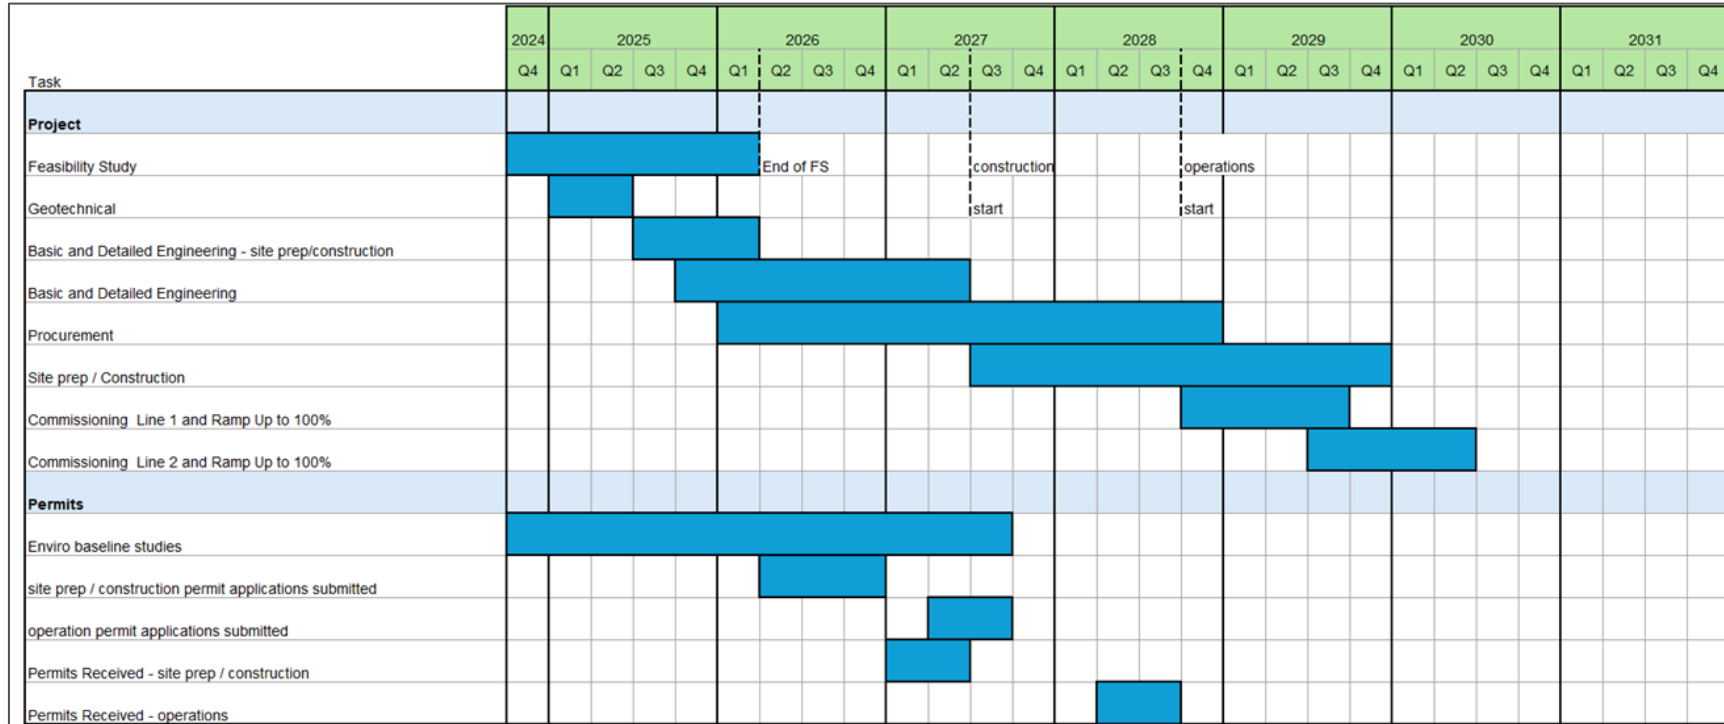 2024 2025 2026 2027 2028 2029 2030 2031
Task Q4 Q1 Q2 Q3 Q4 Q1 Q2 Q3 Q4 Q1 Q2 Q3 Q4 Q1 Q2 Q3 Q4 Q1 Q2 Q3 Q4 Q1 Q2 Q3 Q4 Q1 Q2 Q3 Q4
Project
Feasibility Study End of FS construction operations
Geotechnical start start
Basic and Detailed Engineering - site prep/construction
Basic and Detailed Engineering
Procurement
Site prep / Construction
Commissioning Line 1 and Ramp Up to 100%
Commissioning Line 2 and Ramp Up to 100%
Permits
Enviro baseline studies
site prep / construction permit applications submitted
operation permit applications submitted
Permits Received - site prep / construction
Permits Received - operations